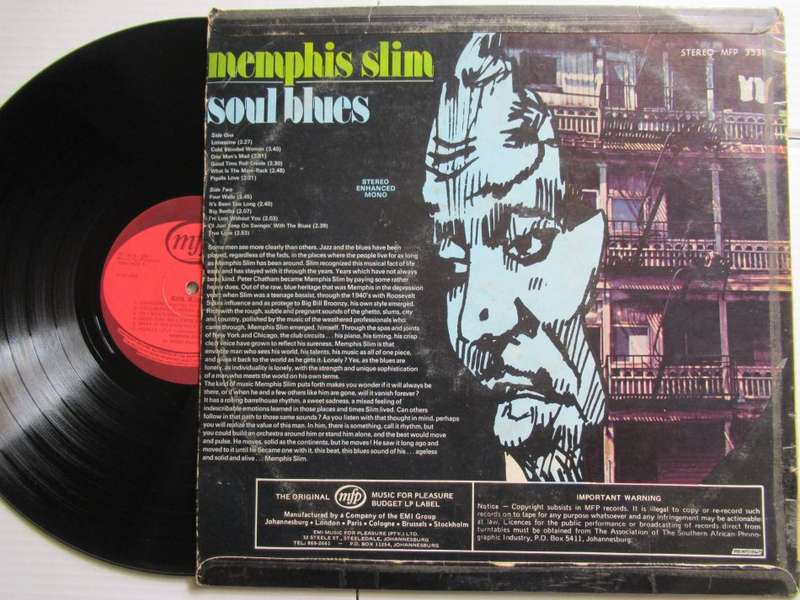 memphis slim
soul blues
STEREO MFP
Side One
Lonesome (2.27)
Cold Blooded Woman (3.40)
One Man's Mad (2.51)
Good Time Roll Creole (2.30)
What Is The Mare-Rack (2.48)
Pigalle Love (2.21)
Side Two
Four Walls (2.45)
It's Been Too Long (2.40)
Big Bertha (2.07)
I'm Lost Without You (2.03)
I'll Just Keep On Swingin' With The Blues (2.39)
True Love (2.53)
STEREO
ENHANCED
MONO
Some men see more clearly than others. Jazz and the blues have been
played, regardless of the fads, in the places where the people live for as long
as Memphis Slim has been around. Slim recognized this musical fact of life
early and has stayed with it through the years. Years which have not always
been kind. Peter Chatham became Memphis Slim by paying some rather
heavy dues. Out of the raw, blue heritage that was Memphis in the depression
years when Slim was a teenage bassist, through the 1940's with Roosevelt
Sykes influence and as protege to Big Bill Broonzy, his own style emerged.
Rich with the rough, subtle and pregnant sounds of the ghetto, slums, city
and country, polished by the music of the weathered professionals who
came through, Memphis Slim emerged, himself. Through the spas and joints
of New York and Chicago, the club circuits . . . his piano, his timing, his crisp
clear voice have grown to reflect his sureness. Memphis Slim is that
enviable man who sees his world, his talents, his music as all of one piece,
and gives it back to the world as he gets it. Lonely? Yes, as the blues are
lonely, as individuality is lonely, with the strength and unique sophistication
of a man who meets the world on his own terms.
The kind of music Memphis Slim puts forth makes you wonder if it will always be
there, or if when he and a few others like him are gone, will it vanish forever?
It has a rolling barrelhouse rhythm, a sweet sadness, a mixed feeling of
indescribable emotions learned in those places and times Slim lived. Can others
follow in that path to those same sounds? As you listen with that thought in mind, perhaps
you will realize the value of this man. In him, there is something, call it rhythm, but
you could build an orchestra around him or stand him alone, and the beat would move
and pulse. He moves, solid as the continents, but he moves! He saw it long ago and
moved to it until he became one with it, this beat, this blues sound of his . . . ageless
and solid and alive . . . Memphis Slim.
THE ORIGINAL mfp MUSIC FOR PLEASURE
BUDGET LP LABEL
Manufactured by a Company of the EMI Group
Johannesburg • London • Paris • Cologne • Brussels • Stockholm
EMI MUSIC FOR PLEASURE (PTY.) LTD.
32 STEELE ST., STEELEDALE, JOHANNESBURG
TEL. 869-8661 - P.O. BOX 11254, JOHANNESBURG
IMPORTANT WARNING
Notice — Copyright subsists in MFP records. It is illegal to copy or re-record such
records on to tape for any purpose whatsoever and any infringement may be actionable
at law. Licences for the public performance or broadcasting of records direct from
turntables must be obtained from The Association of The Southern African Phono-
graphic Industry, P.O. Box 5411, Johannesburg.
mfp